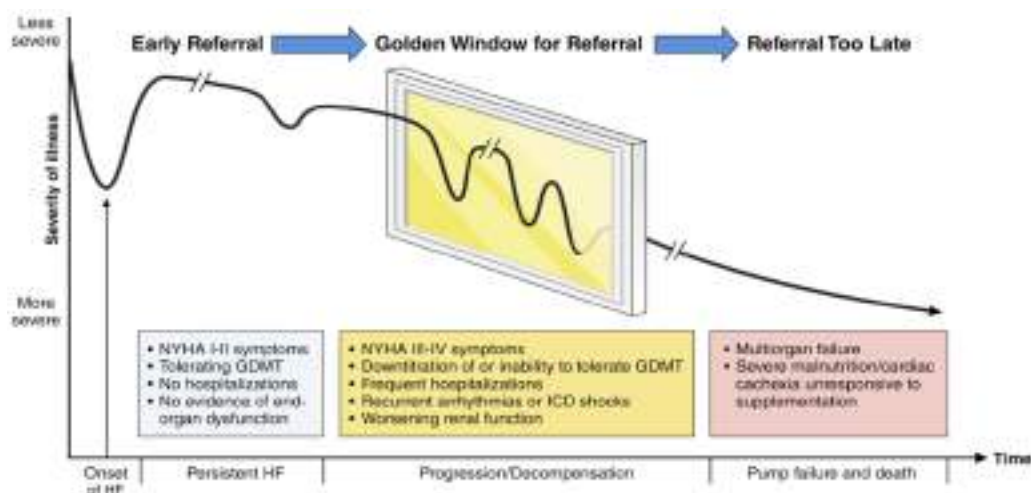 Less
severe
Early Referral
Golden Window for Referral
Referral Too Late
Severity of illness
More
severe
• NYHA I-II symptoms
• Tolerating GDMT
• No hospitalizations
• No evidence of end-
organ dysfunction
• NYHA III-IV symptoms
• Downtitration of or inability to tolerate GDMT
• Frequent hospitalizations
• Recurrent arrhythmias or ICD shocks
• Worsening renal function
• Multiorgan failure
• Severe malnutrition/cardiac
cachexia unresponsive to
supplementation
Time
Onset
of HF
Persistent HF
Progression/Decompensation
Pump failure and death